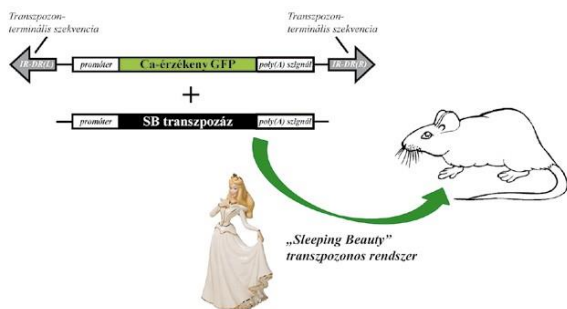 Transzpozon-
terminális szekvencia
Transzpozon-
terminális szekvencia
IR-DR(L)
promóter
Ca-érzékeny GFP
poly(A) szignál
IR-DR(R)
+
promóter
SB transzpozáz
poly(A) szignál
„Sleeping Beauty”
transzpozonos rendszer